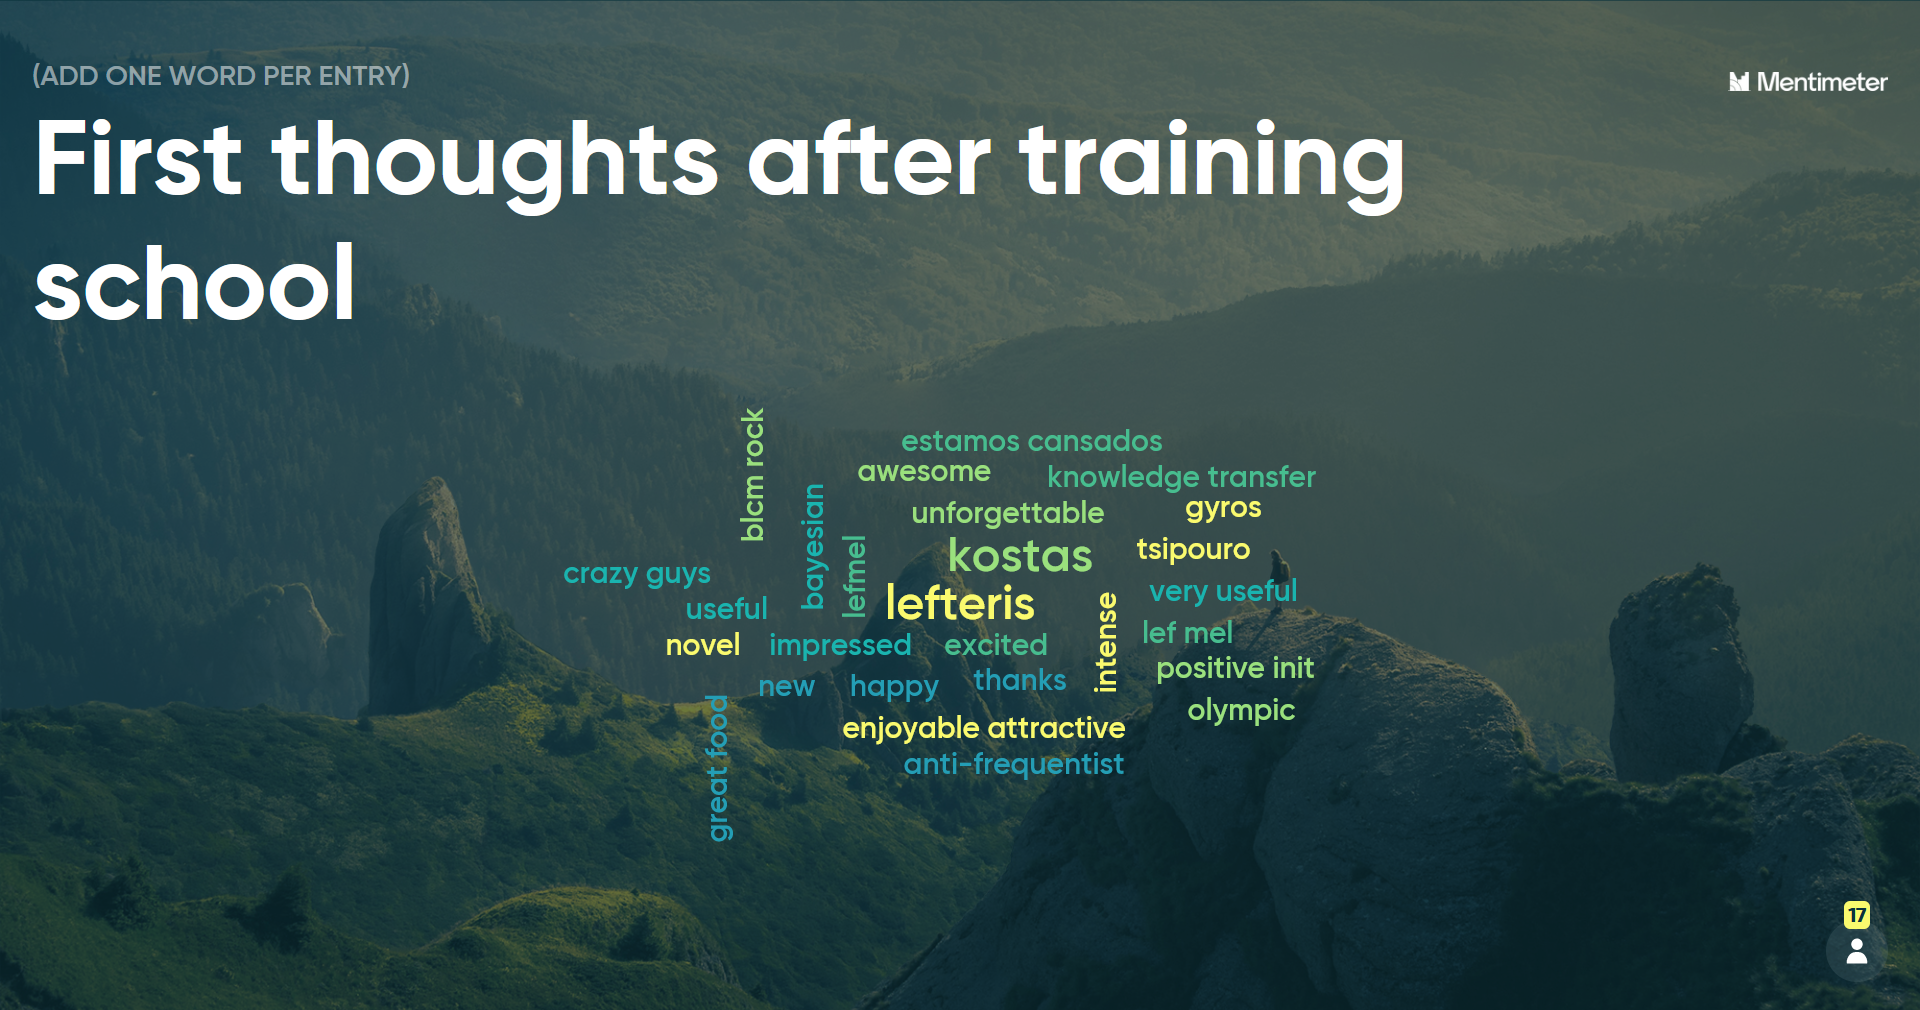 (ADD ONE WORD PER ENTRY)
Mentimeter
First thoughts after training
school
blcm rock
estamos cansados
awesome
knowledge transfer
bayesian
unforgettable
gyros
lefmel
kostas
tsipouro
crazy guys
useful
lefteris
very useful
novel
impressed
excited
intense
lef mel
new
happy
thanks
positive init
great food
enjoyable attractive
olympic
anti-frequentist
17